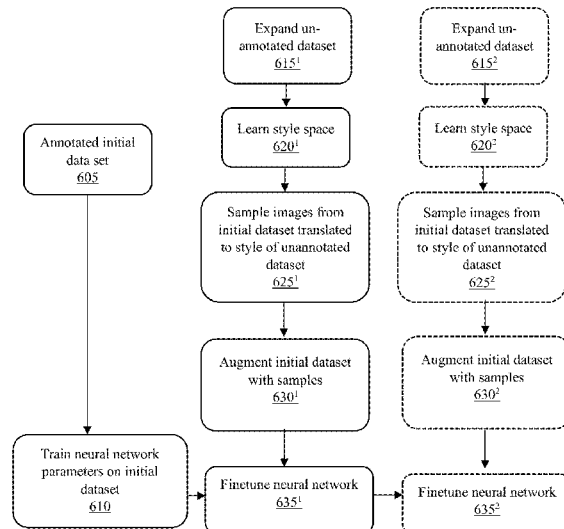 Annotated initial
data set
605
Train neural network
parameters on initial
dataset
610
Expand un-
annotated dataset
615¹
Learn style space
620¹
Sample images from
initial dataset translated
to style of unannotated
dataset
625¹
Augment initial dataset
with samples
630¹
Finetune neural network
635¹
Expand un-
annotated dataset
615²
Learn style space
620²
Sample images from
initial dataset translated
to style of unannotated
dataset
625²
Augment initial dataset
with samples
630²
Finetune neural network
635²